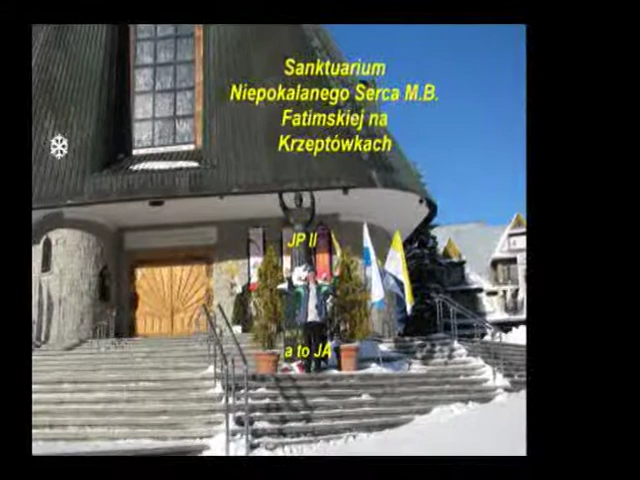 Sanktuarium
Niepokalanego Serca M.B.
Fatimskiej na
Krzeptówkach
JP II
a to JA